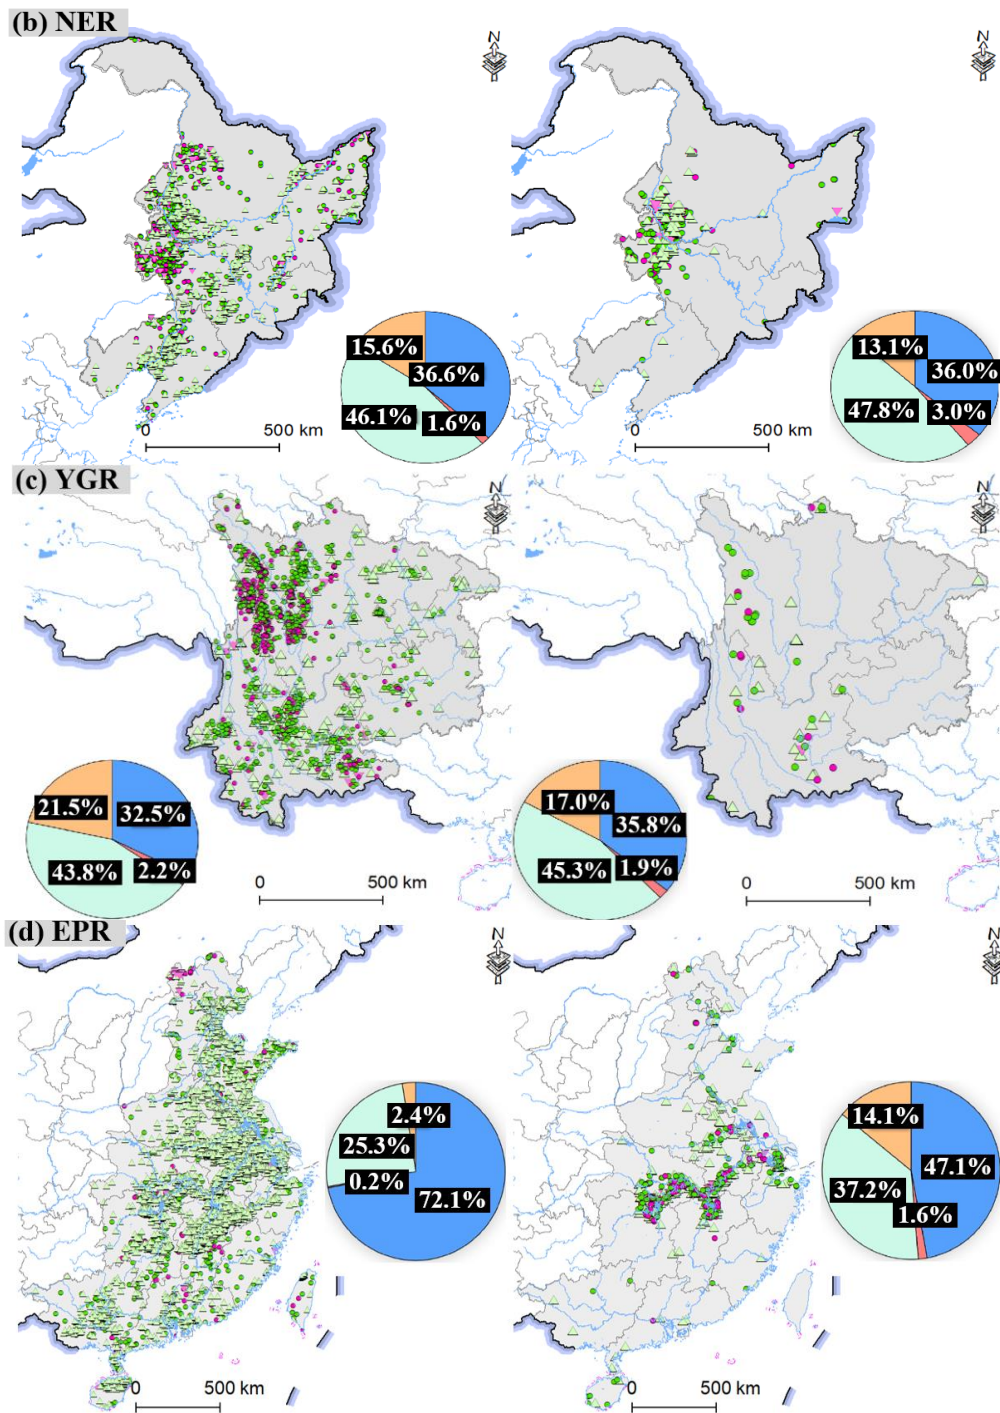 (b) NER
N
N
15.6%
36.6%
46.1%
1.6%
0 500 km
13.1%
36.0%
47.8%
3.0%
0 500 km
(c) YGR
N
N
21.5%
32.5%
43.8%
2.2%
0 500 km
17.0%
35.8%
45.3%
1.9%
0 500 km
(d) EPR
N
N
2.4%
25.3%
0.2%
72.1%
0 500 km
14.1%
47.1%
37.2%
1.6%
0 500 km